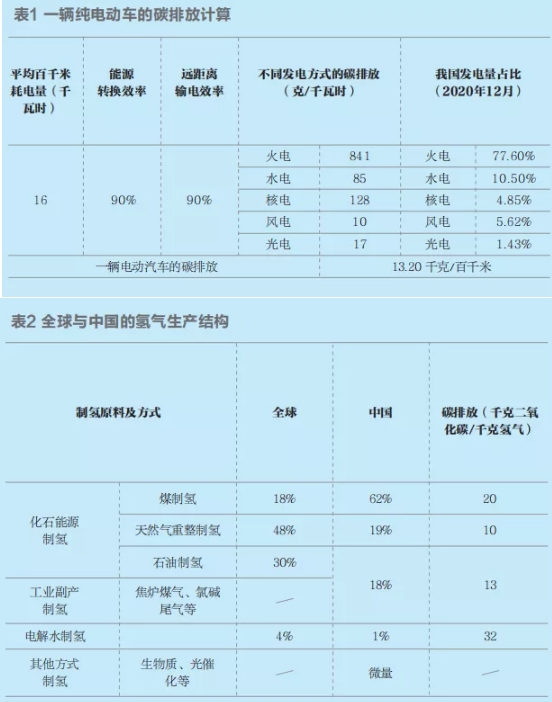 表1 一辆纯电动车的碳排放计算
平均百千米 能源 远距离 不同发电方式的碳排放 我国发电量占比
耗电量（千 转换效率 输电效率 （克/千瓦时） （2020年12月）
瓦时）
火电 841 火电 77.60%
水电 85 水电 10.50%
16 90% 90% 核电 128 核电 4.85%
风电 10 风电 5.62%
光电 17 光电 1.43%
一辆电动汽车的碳排放 13.20 千克/百千米
表2 全球与中国的氢气生产结构
制氢原料及方式 全球 中国 碳排放（千克二氧
化碳/千克氢气）
化石能源
制氢
煤制氢 18% 62% 20
天然气重整制氢 48% 19% 10
石油制氢 30%
18% 13
工业副产
制氢
焦炉煤气、氯碱
尾气等
—
电解水制氢 4% 1% 32
其他方式
制氢
生物质、光催
化等
— 微量 —